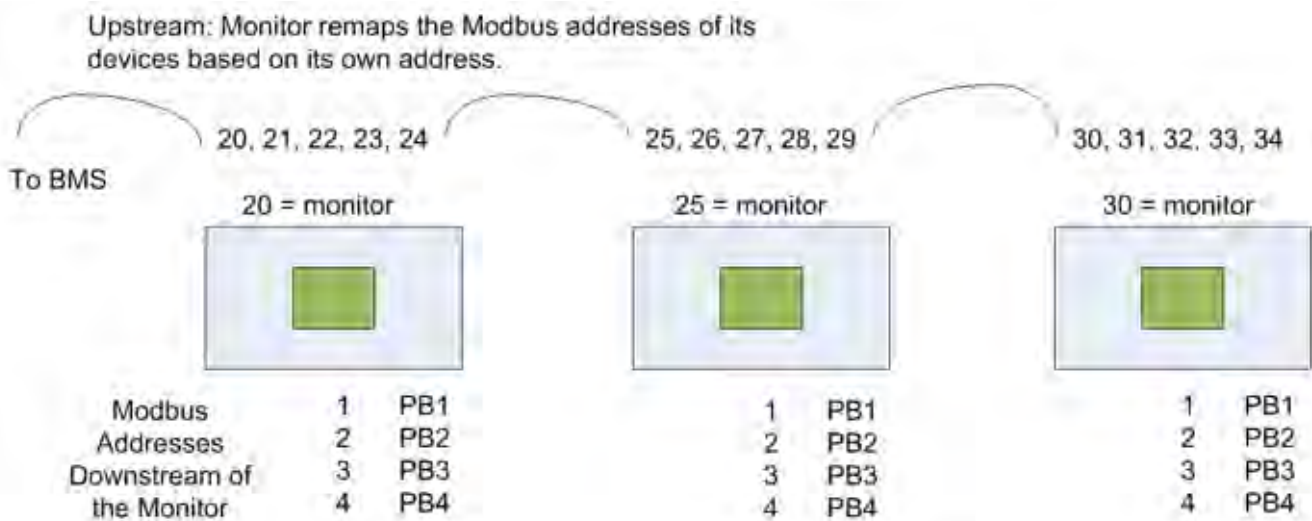 Upstream: Monitor remaps the Modbus addresses of its
devices based on its own address.
20, 21, 22, 23, 24
25, 26, 27, 28, 29
30, 31, 32, 33, 34
To BMS
20 = monitor
25 = monitor
30 = monitor
Modbus
Addresses
Downstream of
the Monitor
1 PB1
2 PB2
3 PB3
4 PB4
1 PB1
2 PB2
3 PB3
4 PB4
1 PB1
2 PB2
3 PB3
4 PB4